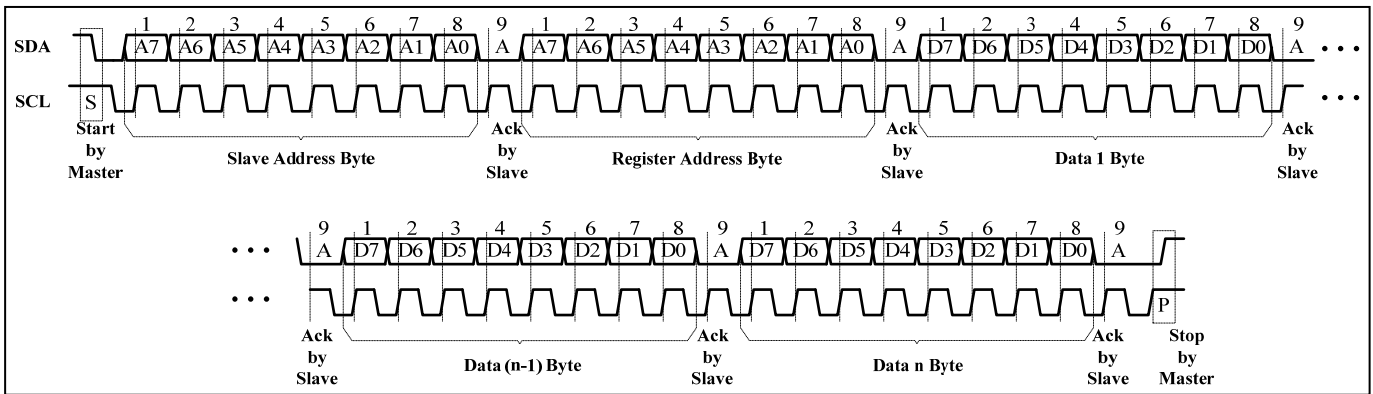 1 2 3 4 5 6 7 8 9 1 2 3 4 5 6 7 8 9 1 2 3 4 5 6 7 8 9
SDA A7 A6 A5 A4 A3 A2 A1 A0 A A7 A6 A5 A4 A3 A2 A1 A0 A D7 D6 D5 D4 D3 D2 D1 D0 A • • •
SCL S • • •
Start by Master
Slave Address Byte
Ack by Slave
Register Address Byte
Ack by Slave
Data 1 Byte
Ack by Slave
9 1 2 3 4 5 6 7 8 9 1 2 3 4 5 6 7 8 9
• • • A D7 D6 D5 D4 D3 D2 D1 D0 A D7 D6 D5 D4 D3 D2 D1 D0 A
• • • P
Ack by Slave
Data (n-1) Byte
Ack by Slave
Data n Byte
Ack by Slave
Stop by Master